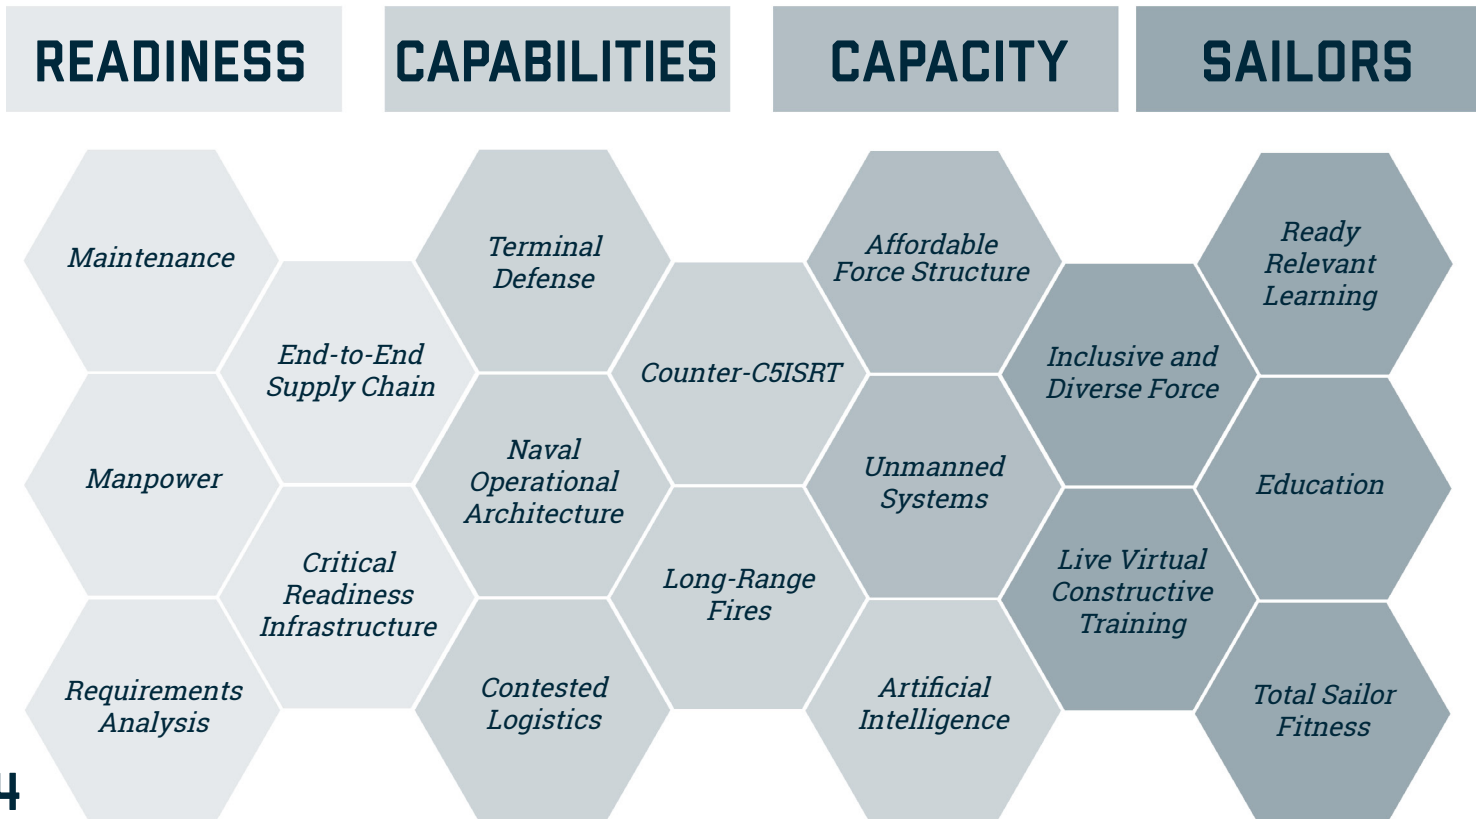 READINESS
CAPABILITIES
CAPACITY
SAILORS
Maintenance
Manpower
Requirements
Analysis
End-to-End
Supply Chain
Critical
Readiness
Infrastructure
Terminal
Defense
Naval
Operational
Architecture
Contested
Logistics
Counter-C5ISRT
Long-Range
Fires
Affordable
Force Structure
Unmanned
Systems
Artificial
Intelligence
Inclusive and
Diverse Force
Live Virtual
Constructive
Training
Ready
Relevant
Learning
Education
Total Sailor
Fitness
4